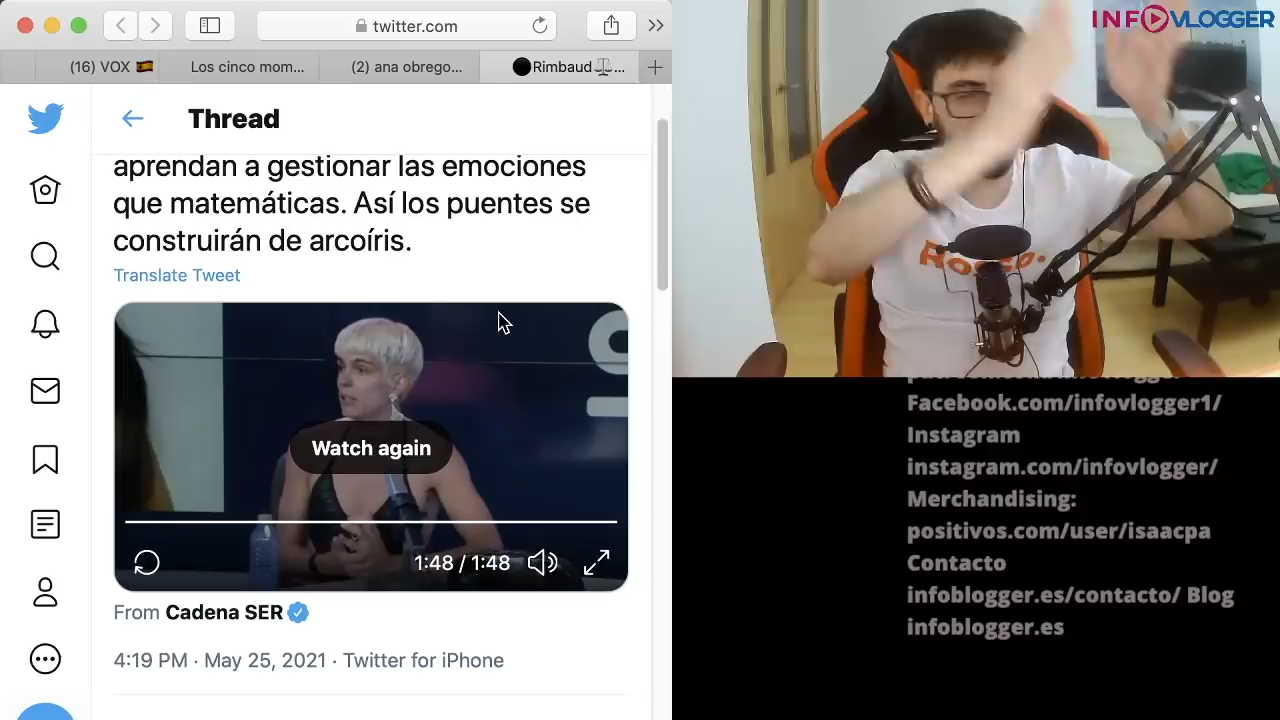 twitter.com
(16) VOX 🇪🇸
Los cinco mom...
(2) ana obrego...
Rimbaud ...
Thread
aprendan a gestionar las emociones
que matemáticas. Así los puentes se
construirán de arcoíris.
Translate Tweet
Watch again
1:48 / 1:48
From Cadena SER
4:19 PM · May 25, 2021 · Twitter for iPhone
INFOVLOGGER
Facebook.com/infovlogger1/
Instagram
instagram.com/infovlogger/
Merchandising:
positivos.com/user/isaacpa
Contacto
infoblogger.es/contacto/ Blog
infoblogger.es